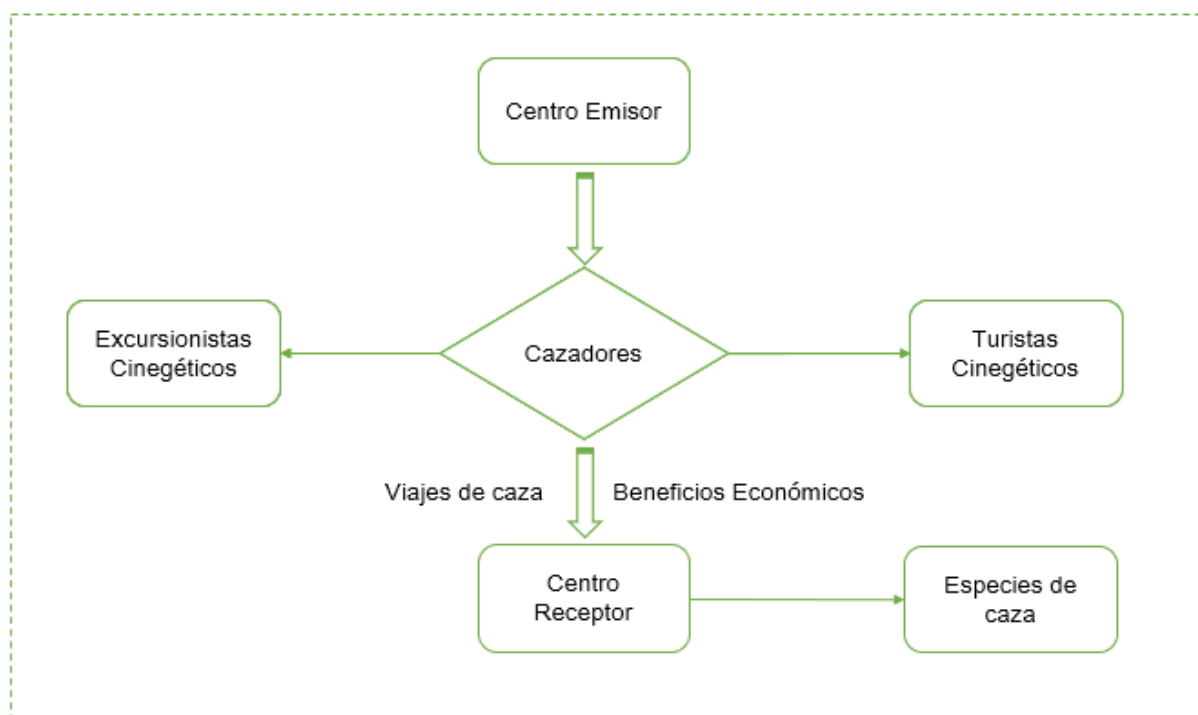 Centro Emisor
Excursionistas
Cinegéticos
Cazadores
Turistas
Cinegéticos
Viajes de caza
Beneficios Económicos
Centro
Receptor
Especies de
caza